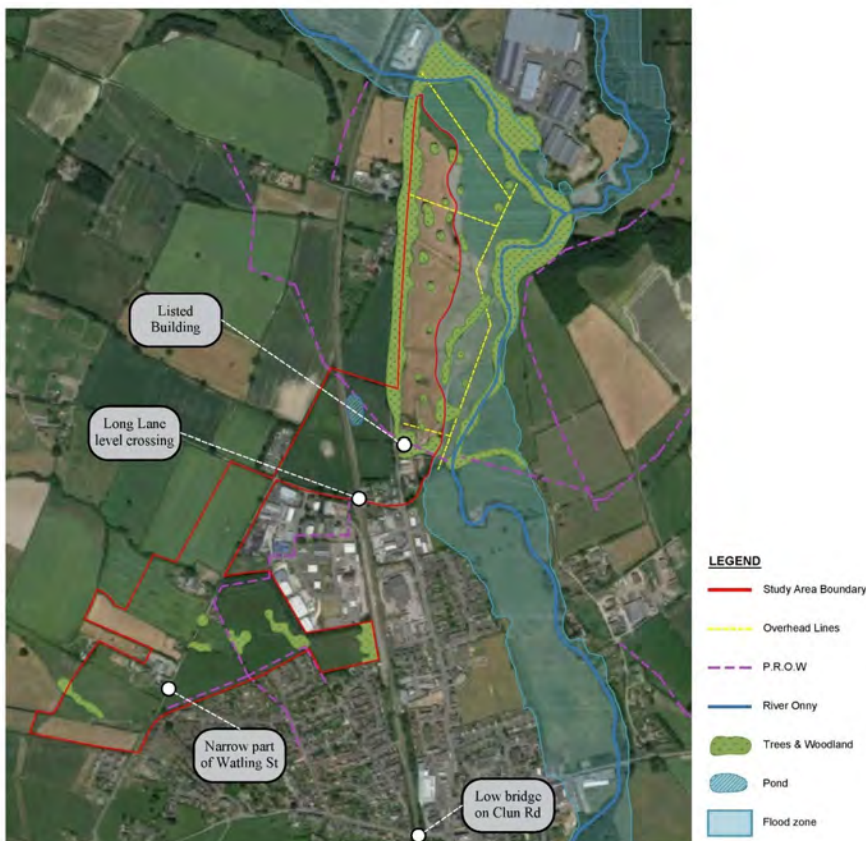 Listed
Building
Long Lane
level crossing
Narrow part
of Watling St
Low bridge
on Clun Rd
LEGEND
Study Area Boundary
Overhead Lines
P.R.O.W
River Onny
Trees & Woodland
Pond
Flood zone